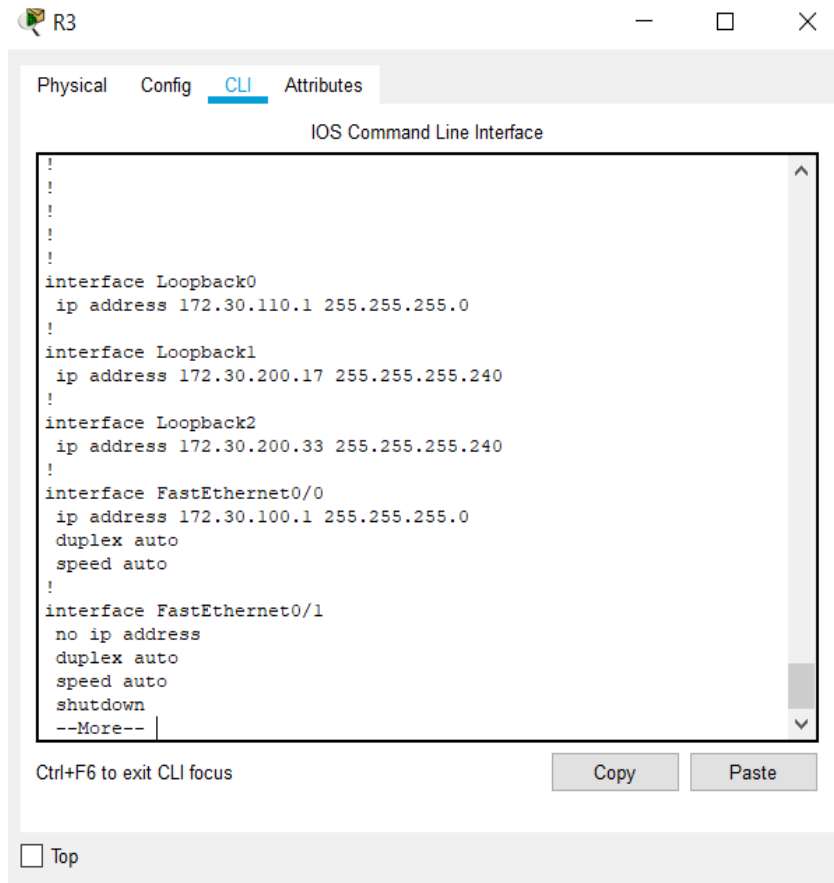 R3
Physical Config CLI Attributes
IOS Command Line Interface
!
!
!
!
!
interface Loopback0
 ip address 172.30.110.1 255.255.255.0
!
interface Loopback1
 ip address 172.30.200.17 255.255.255.240
!
interface Loopback2
 ip address 172.30.200.33 255.255.255.240
!
interface FastEthernet0/0
 ip address 172.30.100.1 255.255.255.0
 duplex auto
 speed auto
!
interface FastEthernet0/1
 no ip address
 duplex auto
 speed auto
 shutdown
 --More--
Ctrl+F6 to exit CLI focus
Copy Paste
Top